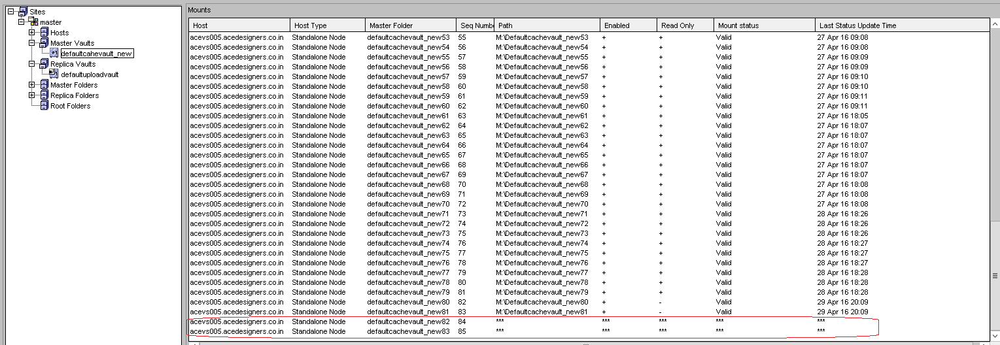 Sites
master
Hosts
Master Vaults
defaultcahevault_new
Replica Vaults
defaultuploadvault
Master Folders
Replica Folders
Root Folders
Mounts
Host Host Type Master Folder Seq Numbe Path Enabled Read Only Mount status Last Status Update Time
acevs005.acedesigners.co.in Standalone Node defaultcachevault_new53 55 M:\Defaultcachevault_new53 + + Valid 27 Apr 16 09:08
acevs005.acedesigners.co.in Standalone Node defaultcachevault_new54 56 M:\Defaultcachevault_new54 + + Valid 27 Apr 16 09:08
acevs005.acedesigners.co.in Standalone Node defaultcachevault_new55 57 M:\Defaultcachevault_new55 + + Valid 27 Apr 16 09:09
acevs005.acedesigners.co.in Standalone Node defaultcachevault_new56 58 M:\Defaultcachevault_new56 + + Valid 27 Apr 16 09:09
acevs005.acedesigners.co.in Standalone Node defaultcachevault_new57 59 M:\Defaultcachevault_new57 + + Valid 27 Apr 16 09:10
acevs005.acedesigners.co.in Standalone Node defaultcachevault_new58 60 M:\Defaultcachevault_new58 + + Valid 27 Apr 16 09:10
acevs005.acedesigners.co.in Standalone Node defaultcachevault_new59 61 M:\Defaultcachevault_new59 + + Valid 27 Apr 16 09:11
acevs005.acedesigners.co.in Standalone Node defaultcachevault_new60 62 M:\Defaultcachevault_new60 + + Valid 27 Apr 16 09:11
acevs005.acedesigners.co.in Standalone Node defaultcachevault_new61 63 M:\Defaultcachevault_new61 + + Valid 27 Apr 16 18:05
acevs005.acedesigners.co.in Standalone Node defaultcachevault_new62 64 M:\Defaultcachevault_new62 + + Valid 27 Apr 16 18:07
acevs005.acedesigners.co.in Standalone Node defaultcachevault_new63 65 M:\Defaultcachevault_new63 + + Valid 27 Apr 16 18:07
acevs005.acedesigners.co.in Standalone Node defaultcachevault_new64 66 M:\Defaultcachevault_new64 + + Valid 27 Apr 16 18:07
acevs005.acedesigners.co.in Standalone Node defaultcachevault_new65 67 M:\Defaultcachevault_new65 + + Valid 27 Apr 16 18:07
acevs005.acedesigners.co.in Standalone Node defaultcachevault_new66 68 M:\Defaultcachevault_new66 + + Valid 27 Apr 16 18:07
acevs005.acedesigners.co.in Standalone Node defaultcachevault_new67 69 M:\Defaultcachevault_new67 + + Valid 27 Apr 16 18:07
acevs005.acedesigners.co.in Standalone Node defaultcachevault_new68 70 M:\Defaultcachevault_new68 + + Valid 27 Apr 16 18:08
acevs005.acedesigners.co.in Standalone Node defaultcachevault_new69 71 M:\Defaultcachevault_new69 + + Valid 27 Apr 16 18:08
acevs005.acedesigners.co.in Standalone Node defaultcachevault_new70 72 M:\Defaultcachevault_new70 + + Valid 27 Apr 16 18:08
acevs005.acedesigners.co.in Standalone Node defaultcachevault_new71 73 M:\Defaultcachevault_new71 + + Valid 28 Apr 16 18:26
acevs005.acedesigners.co.in Standalone Node defaultcachevault_new72 74 M:\Defaultcachevault_new72 + + Valid 28 Apr 16 18:26
acevs005.acedesigners.co.in Standalone Node defaultcachevault_new73 75 M:\Defaultcachevault_new73 + + Valid 28 Apr 16 18:26
acevs005.acedesigners.co.in Standalone Node defaultcachevault_new74 76 M:\Defaultcachevault_new74 + + Valid 28 Apr 16 18:27
acevs005.acedesigners.co.in Standalone Node defaultcachevault_new75 77 M:\Defaultcachevault_new75 + + Valid 28 Apr 16 18:27
acevs005.acedesigners.co.in Standalone Node defaultcachevault_new76 78 M:\Defaultcachevault_new76 + + Valid 28 Apr 16 18:27
acevs005.acedesigners.co.in Standalone Node defaultcachevault_new77 79 M:\Defaultcachevault_new77 + + Valid 28 Apr 16 18:28
acevs005.acedesigners.co.in Standalone Node defaultcachevault_new78 80 M:\Defaultcachevault_new78 + + Valid 28 Apr 16 18:28
acevs005.acedesigners.co.in Standalone Node defaultcachevault_new79 81 M:\Defaultcachevault_new79 + + Valid 28 Apr 16 18:28
acevs005.acedesigners.co.in Standalone Node defaultcachevault_new80 82 M:\Defaultcachevault_new80 + - Valid 29 Apr 16 20:09
acevs005.acedesigners.co.in Standalone Node defaultcachevault_new81 83 M:\Defaultcachevault_new81 + - Valid 29 Apr 16 20:09
acevs005.acedesigners.co.in Standalone Node defaultcachevault_new82 84 *** *** *** *** ***
acevs005.acedesigners.co.in Standalone Node defaultcachevault_new83 85 *** *** *** *** ***